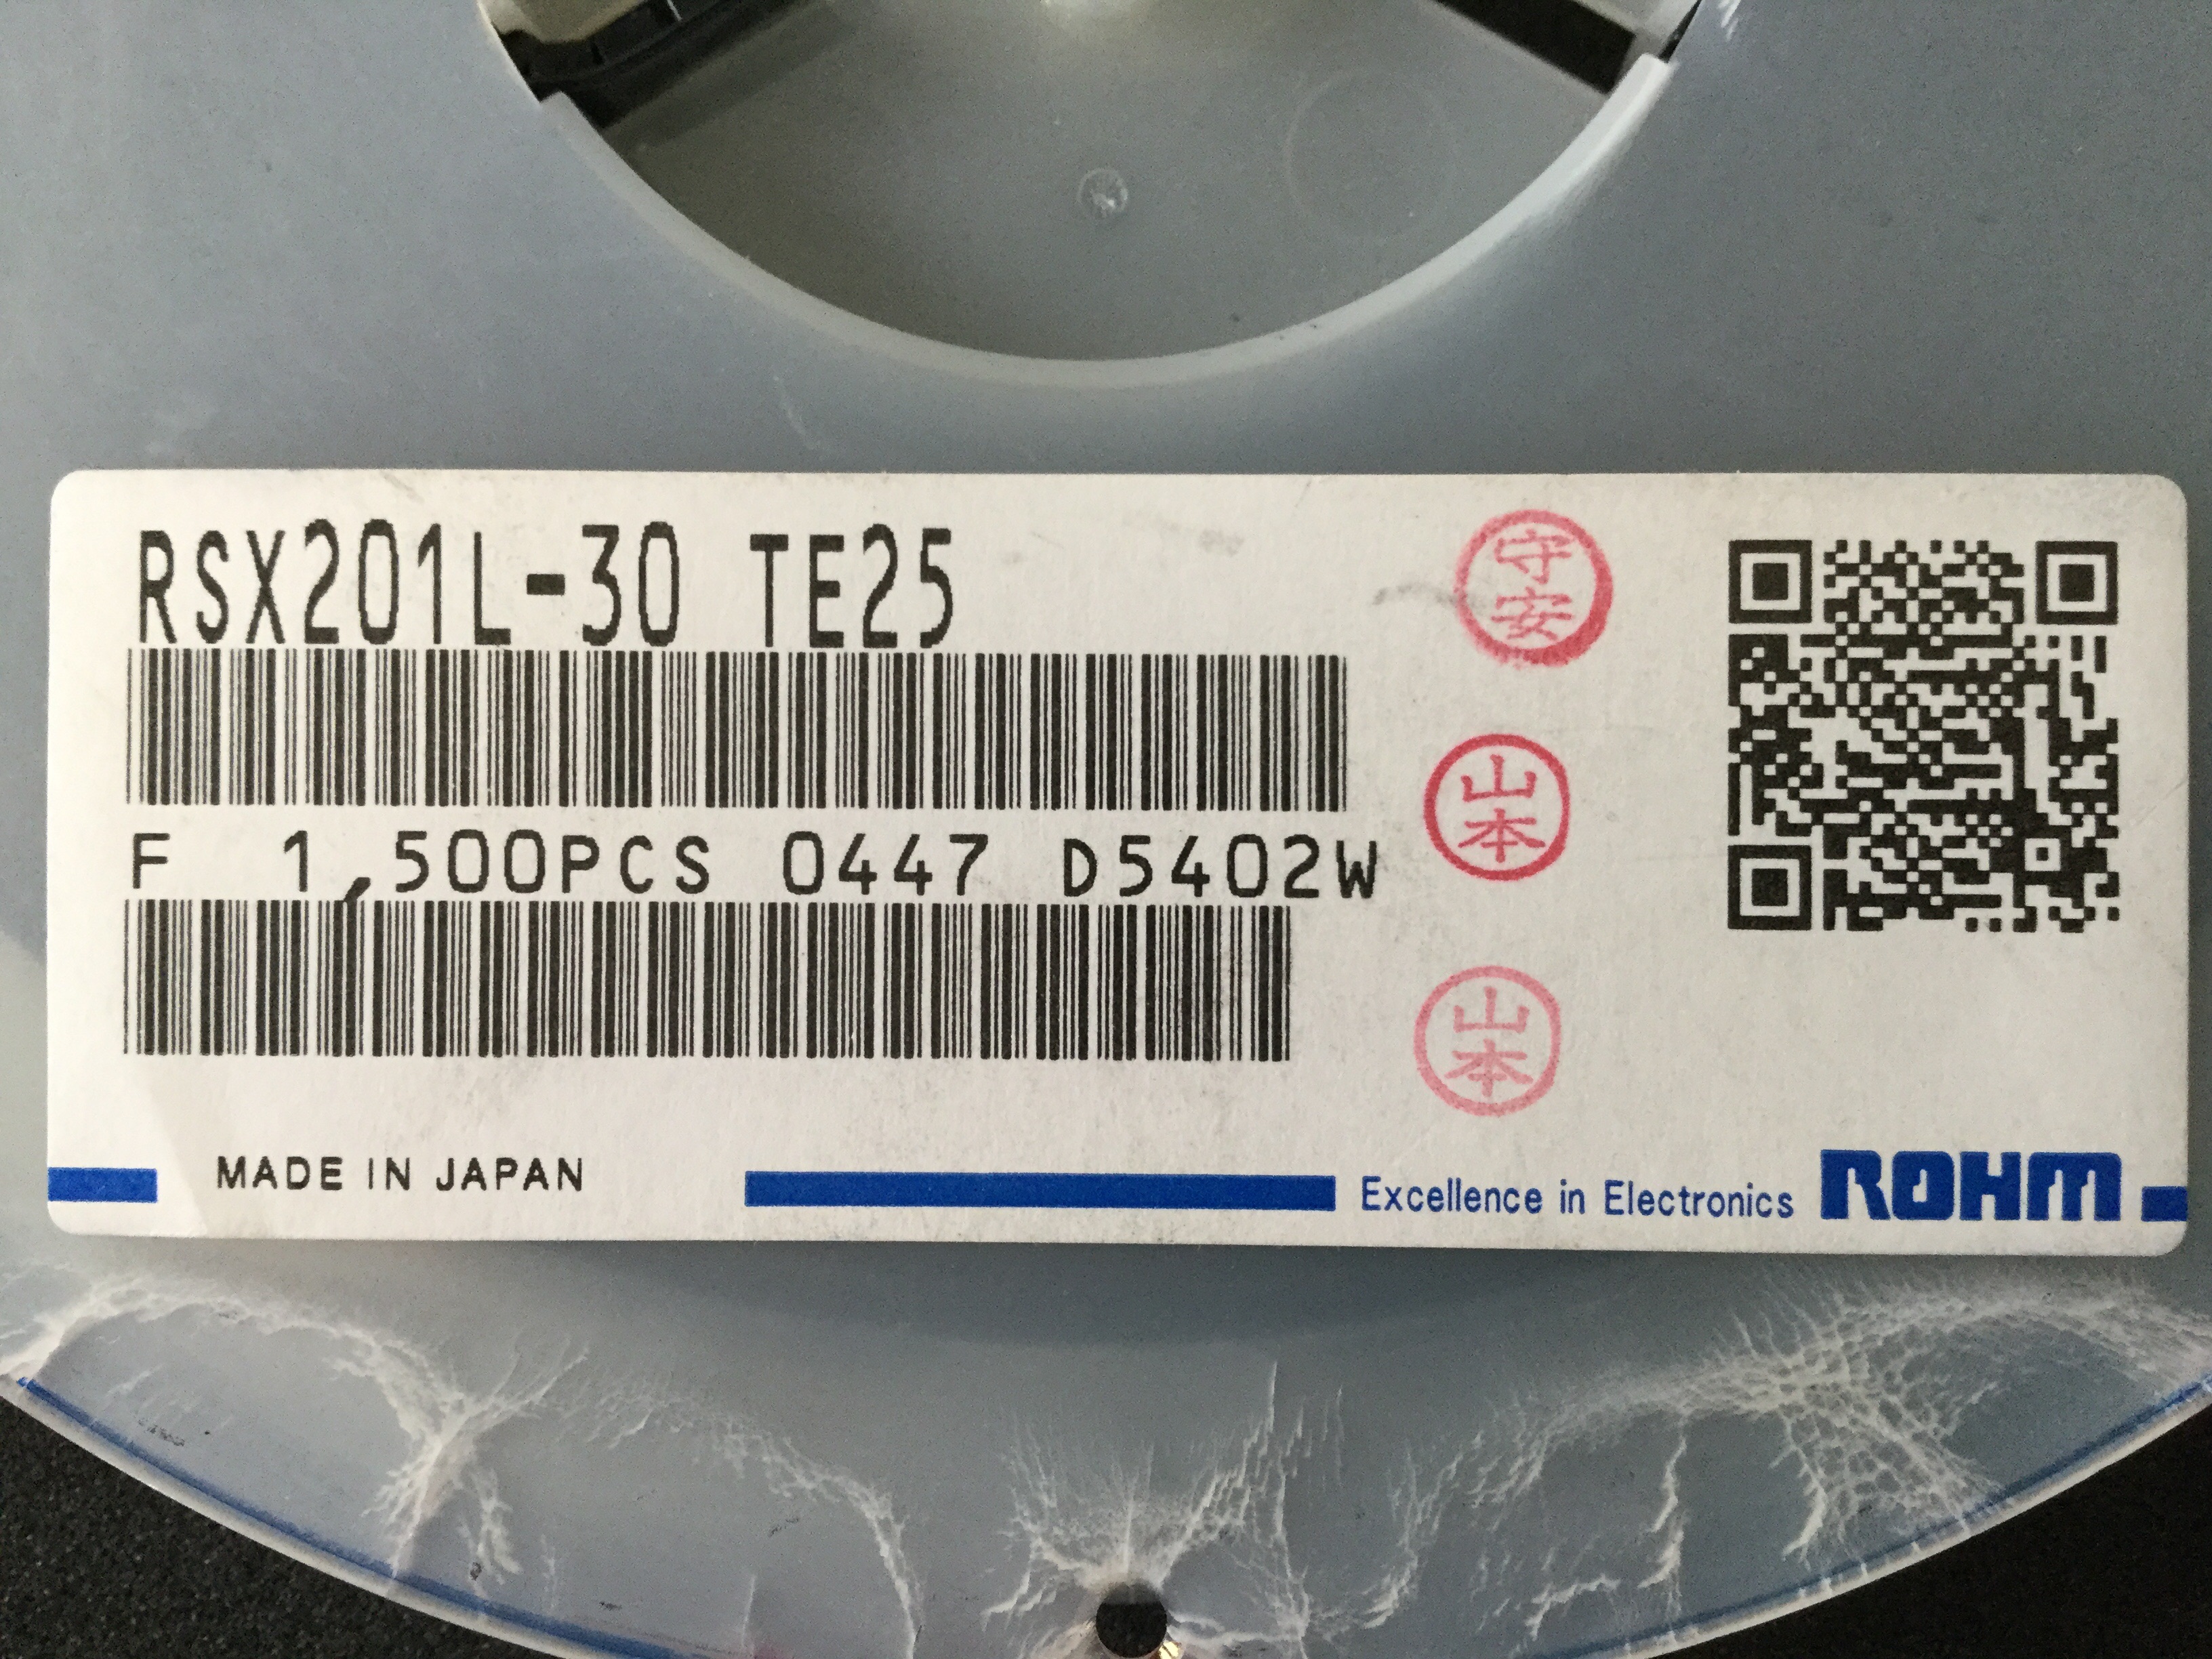 RSX201L-30 TE25
守安
F 1,500PCS 0447 D5402W
山本
山本
MADE IN JAPAN
Excellence in Electronics ROHM